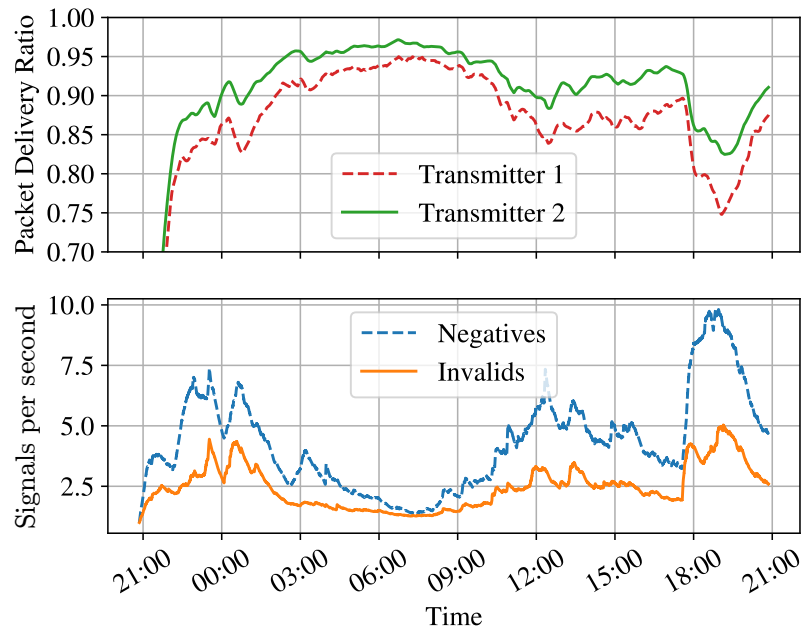 Packet Delivery Ratio
1.00
0.95
0.90
0.85
0.80
0.75
0.70
Transmitter 1
Transmitter 2
Signals per second
10.0
7.5
5.0
2.5
Negatives
Invalids
21:00 00:00 03:00 06:00 09:00 12:00 15:00 18:00 21:00
Time